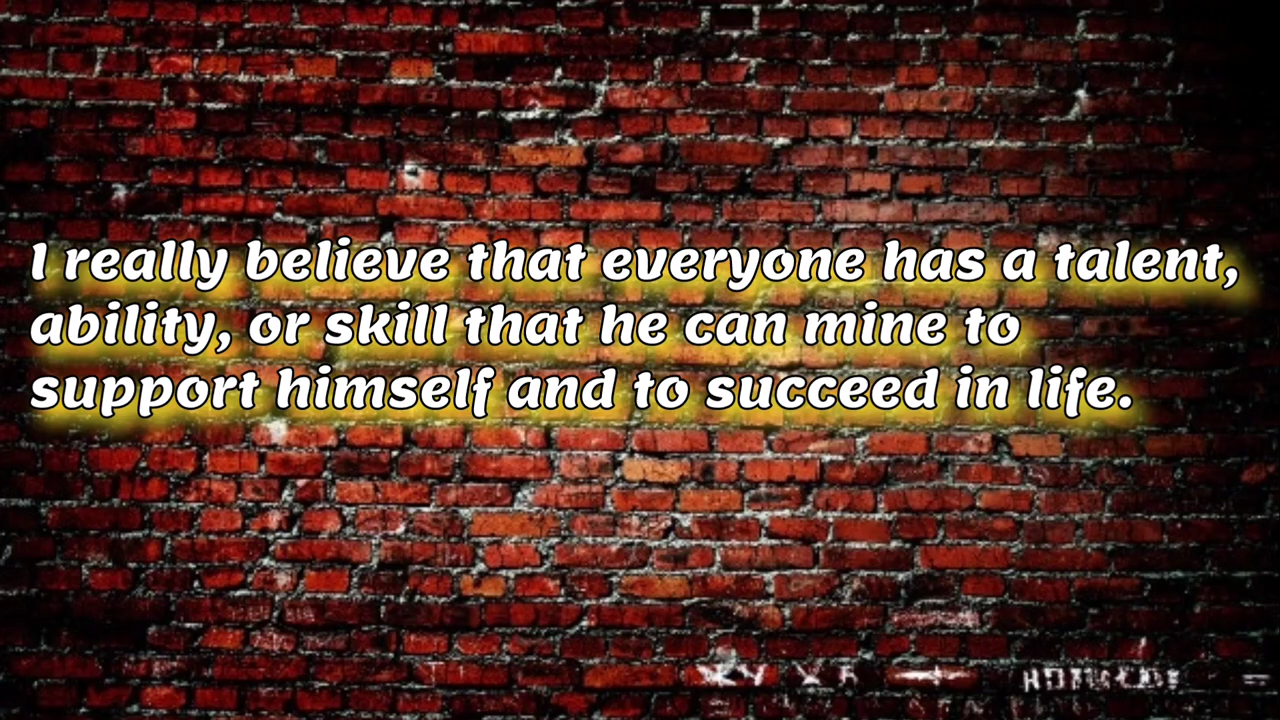 I really believe that everyone has a talent,
ability, or skill that he can mine to
support himself and to succeed in life.